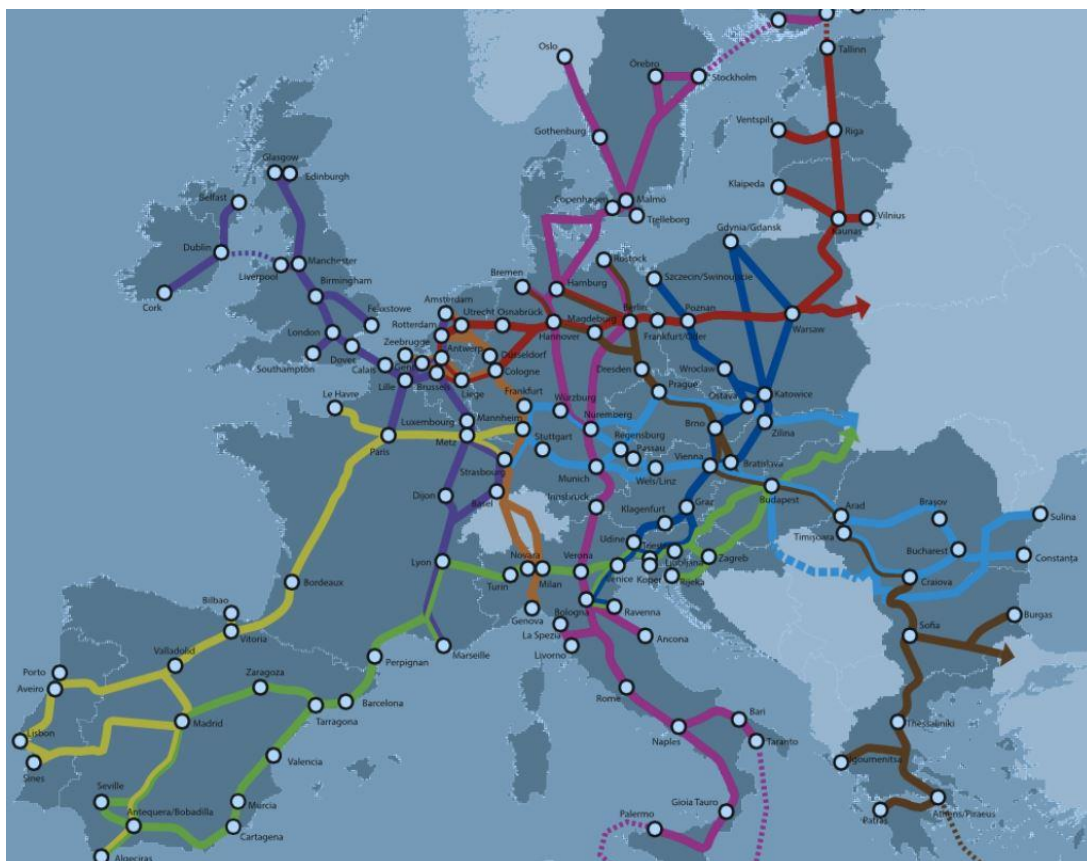 Tallinn
Oslo
Örebro
Stockholm
Ventspils
Riga
Gothenburg
Glasgow
Edinburgh
Klaipeda
Belfast
Copenhagen
Malmö
Trelleborg
Kaunas
Vilnius
Gdynia/Gdansk
Dublin
Manchester
Liverpool
Rostock
Bremen
Hamburg
Szczecin/Swinoujscie
Birmingham
Cork
Felixstowe
Amsterdam
Utrecht
Osnabrück
Magdeburg
Berlin
Poznan
Warsaw
London
Rotterdam
Hannover
Frankfurt/Oder
Zeebrugge
Southampton
Dover
Calais
Antwerp
Düsseldorf
Dresden
Wroclaw
Lille
Brussels
Liège
Cologne
Prague
Katowice
Le Havre
Frankfurt
Würzburg
Ostava
Luxembourg
Mannheim
Nuremberg
Brno
Zilina
Paris
Metz
Stuttgart
Regensburg
Passau
Strasbourg
Vienna
Bratislava
Munich
Wels/Linz
Dijon
Basel
Budapest
Innsbruck
Graz
Klagenfurt
Arad
Braşov
Sulina
Udine
Timişoara
Lyon
Novara
Verona
Ljubljana
Zagreb
Bucharest
Constanţa
Turin
Milan
Venice
Koper
Rijeka
Craiova
Bordeaux
Bilbao
Genova
Bologna
Ravenna
Vitoria
La Spezia
Ancona
Sofia
Burgas
Marseille
Livorno
Valladolid
Perpignan
Porto
Zaragoza
Aveiro
Rome
Barcelona
Tarragona
Madrid
Bari
Lisbon
Naples
Taranto
Thessaloniki
Valencia
Sines
Igoumenitsa
Seville
Murcia
Gioia Tauro
Antequera/Bobadilla
Palermo
Cartagena
Patras
Athens/Piraeus
Algeciras